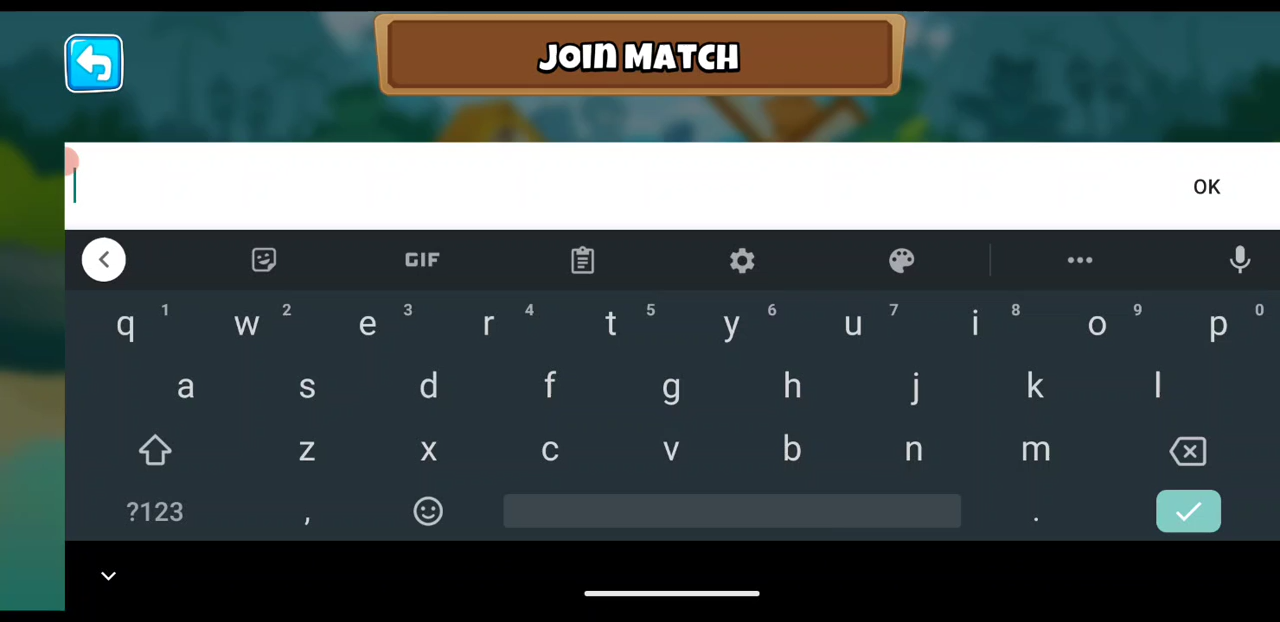 JOIN MATCH
OK
GIF
q 1 w 2 e 3 r 4 t 5 y 6 u 7 i 8 o 9 p 0
a s d f g h j k l
z x c v b n m
?123 , .